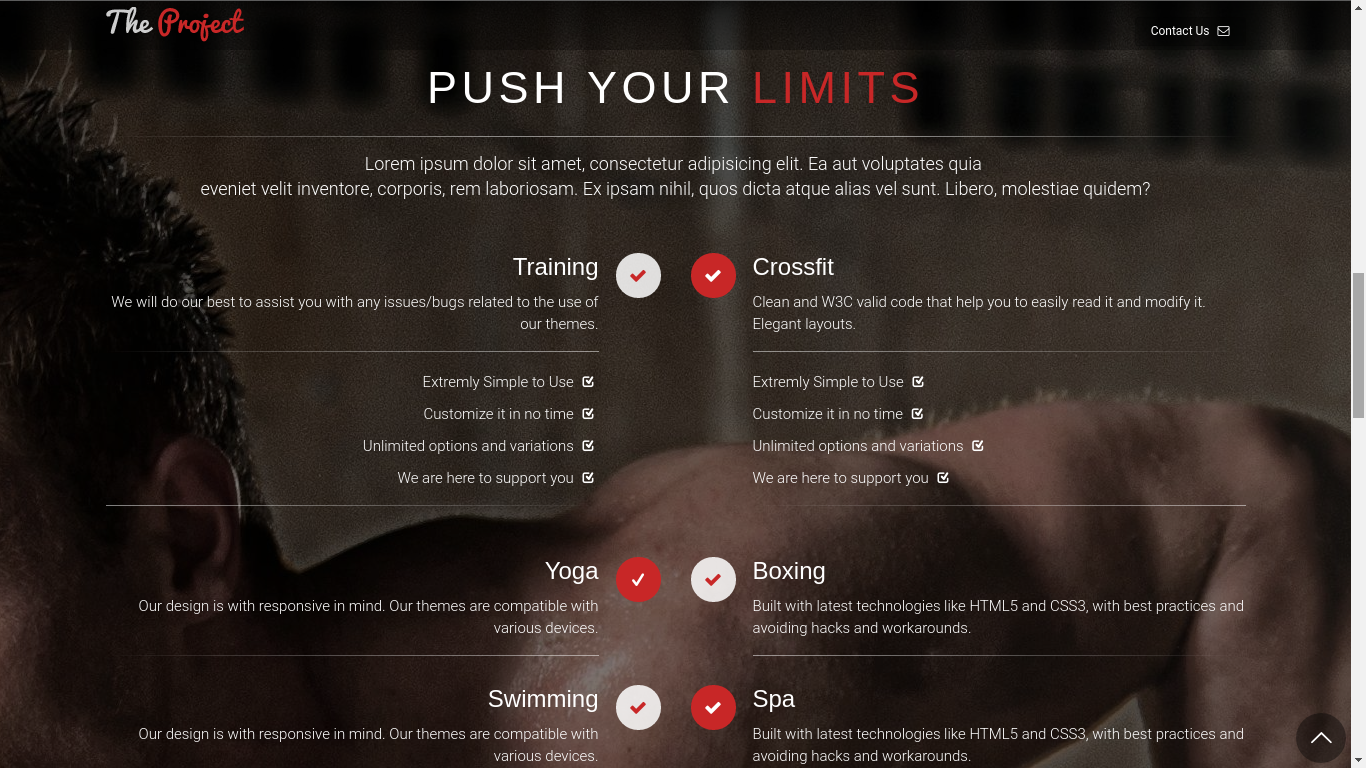 The Project
Contact Us
PUSH YOUR LIMITS
Lorem ipsum dolor sit amet, consectetur adipisicing elit. Ea aut voluptates quia
eveniet velit inventore, corporis, rem laboriosam. Ex ipsam nihil, quos dicta atque alias vel sunt. Libero, molestiae quidem?
Training
We will do our best to assist you with any issues/bugs related to the use of
our themes.
Extremly Simple to Use
Customize it in no time
Unlimited options and variations
We are here to support you
Crossfit
Clean and W3C valid code that help you to easily read it and modify it.
Elegant layouts.
Extremly Simple to Use
Customize it in no time
Unlimited options and variations
We are here to support you
Yoga
Our design is with responsive in mind. Our themes are compatible with
various devices.
Boxing
Built with latest technologies like HTML5 and CSS3, with best practices and
avoiding hacks and workarounds.
Swimming
Our design is with responsive in mind. Our themes are compatible with
various devices.
Spa
Built with latest technologies like HTML5 and CSS3, with best practices and
avoiding hacks and workarounds.